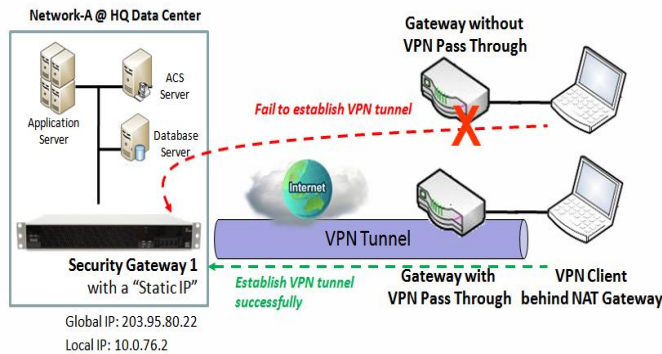 Network-A @ HQ Data Center
Application
Server
ACS
Server
Database
Server
Gateway without
VPN Pass Through
Fail to establish VPN tunnel
X
Internet
VPN Tunnel
Security Gateway 1
with a “Static IP”
Establish VPN tunnel
successfully
Gateway with
VPN Pass Through
VPN Client
behind NAT Gateway
Global IP: 203.95.80.22
Local IP: 10.0.76.2